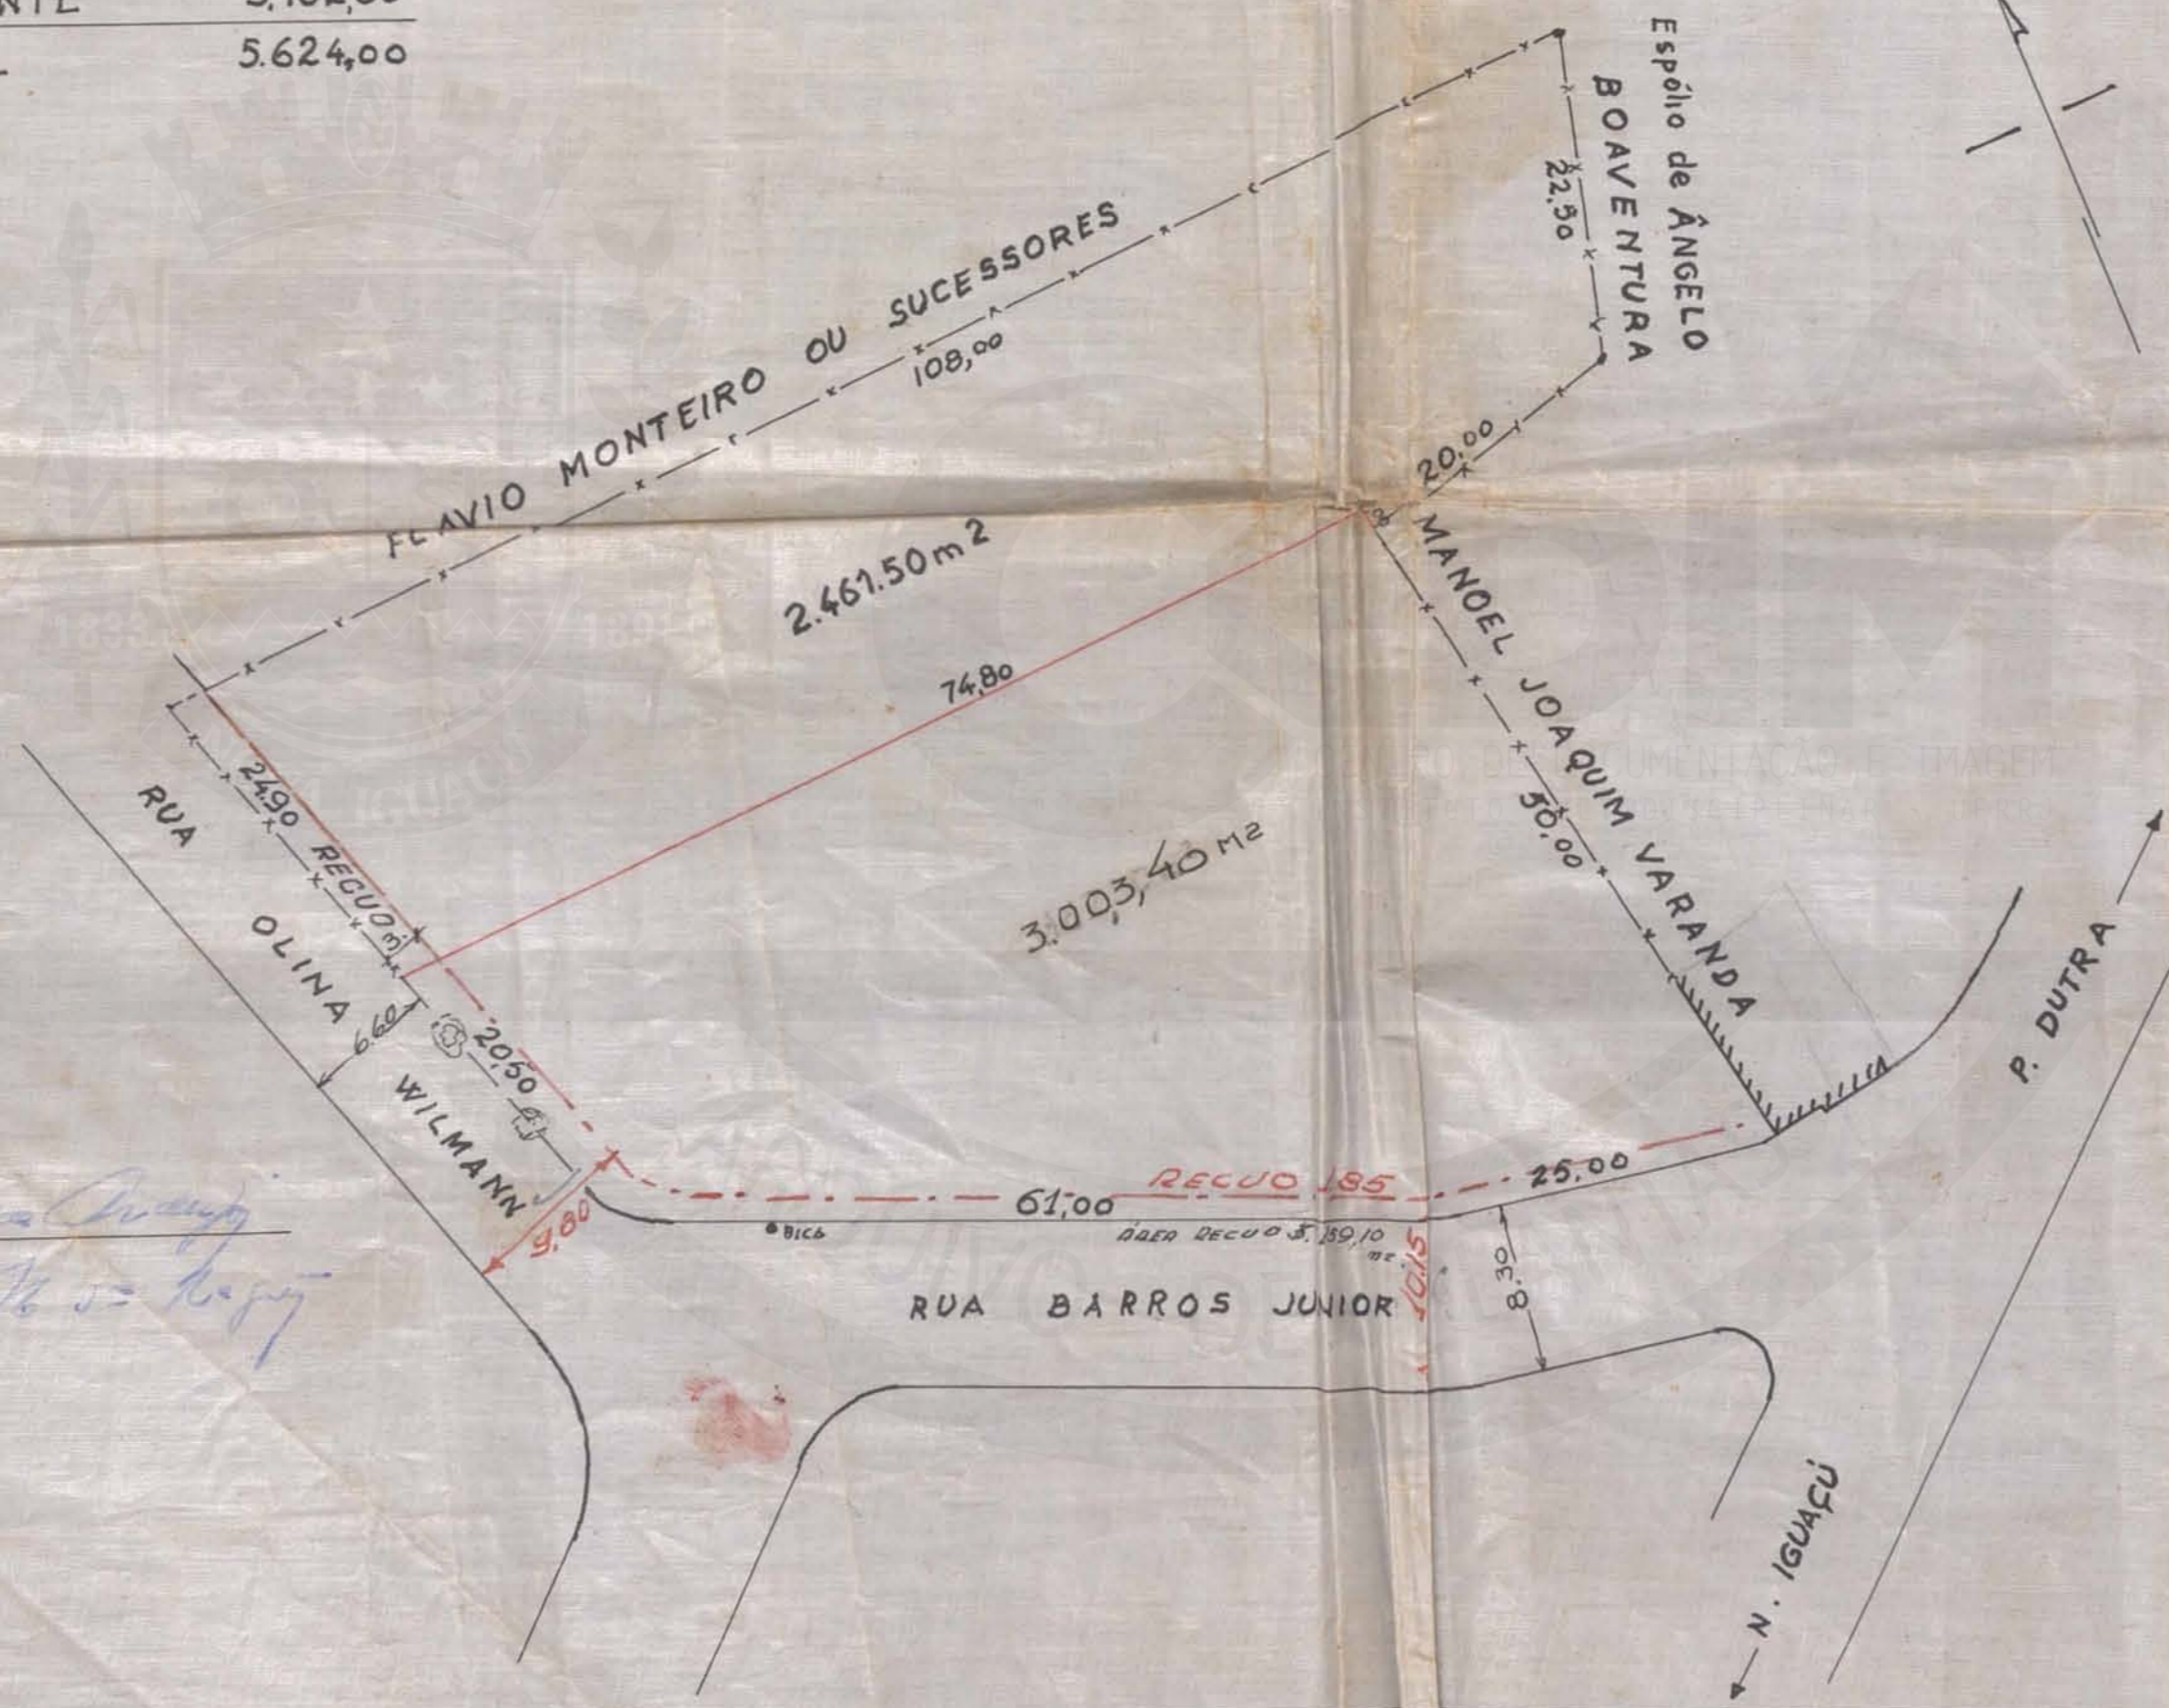 5.624,00
Espólio de ÂNGELO
BOAVENTURA
22,50
FLAVIO MONTEIRO OU SUCESSORES
108,00
20,00
2.461.50 m2
MANOEL JOAQUIM VARANDA
50,00
74,80
24,90
RECUO
3.003,40 M2
RUA OLINA WILMANN
6.60
20,50
9,80
P. DUTRA
RECUO 1.85
61,00
25,00
BICA
ÁREA RECUO
159,10
m2
10.15
8.30
RUA BARROS JUNIOR
N. IGUAÇÚ